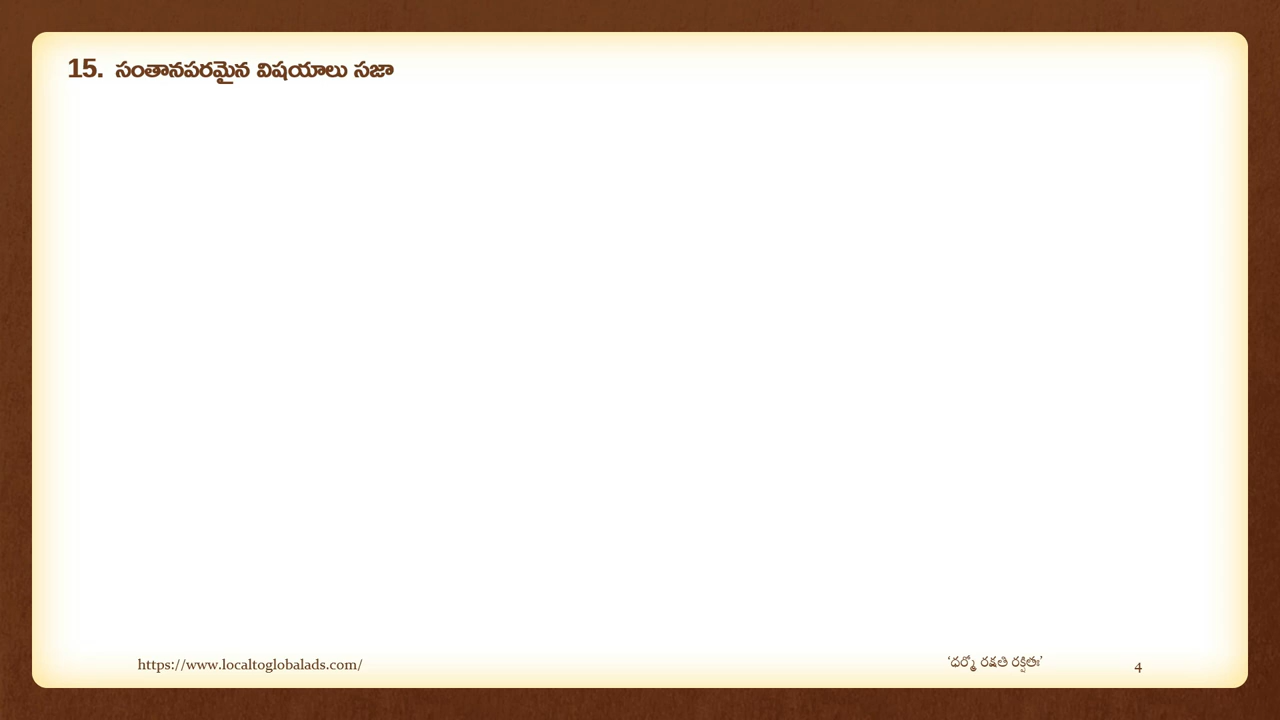 15. సంతానపరమైన విషయాలు సజా
https://www.localtoglobalads.com/
‘ధర్మో రక్షతి రక్షితః’
4